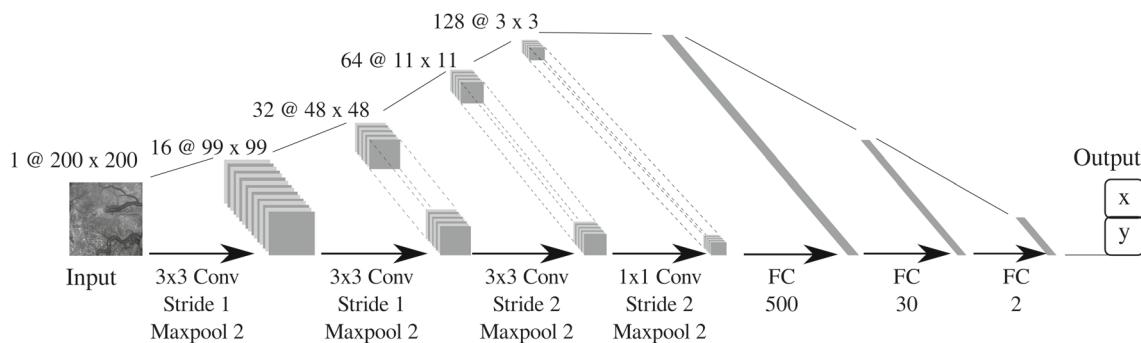 128 @ 3 x 3
64 @ 11 x 11
32 @ 48 x 48
16 @ 99 x 99
1 @ 200 x 200
Output
x
y
Input
3x3 Conv
Stride 1
Maxpool 2
3x3 Conv
Stride 1
Maxpool 2
3x3 Conv
Stride 2
Maxpool 2
1x1 Conv
Stride 2
Maxpool 2
FC
500
FC
30
FC
2